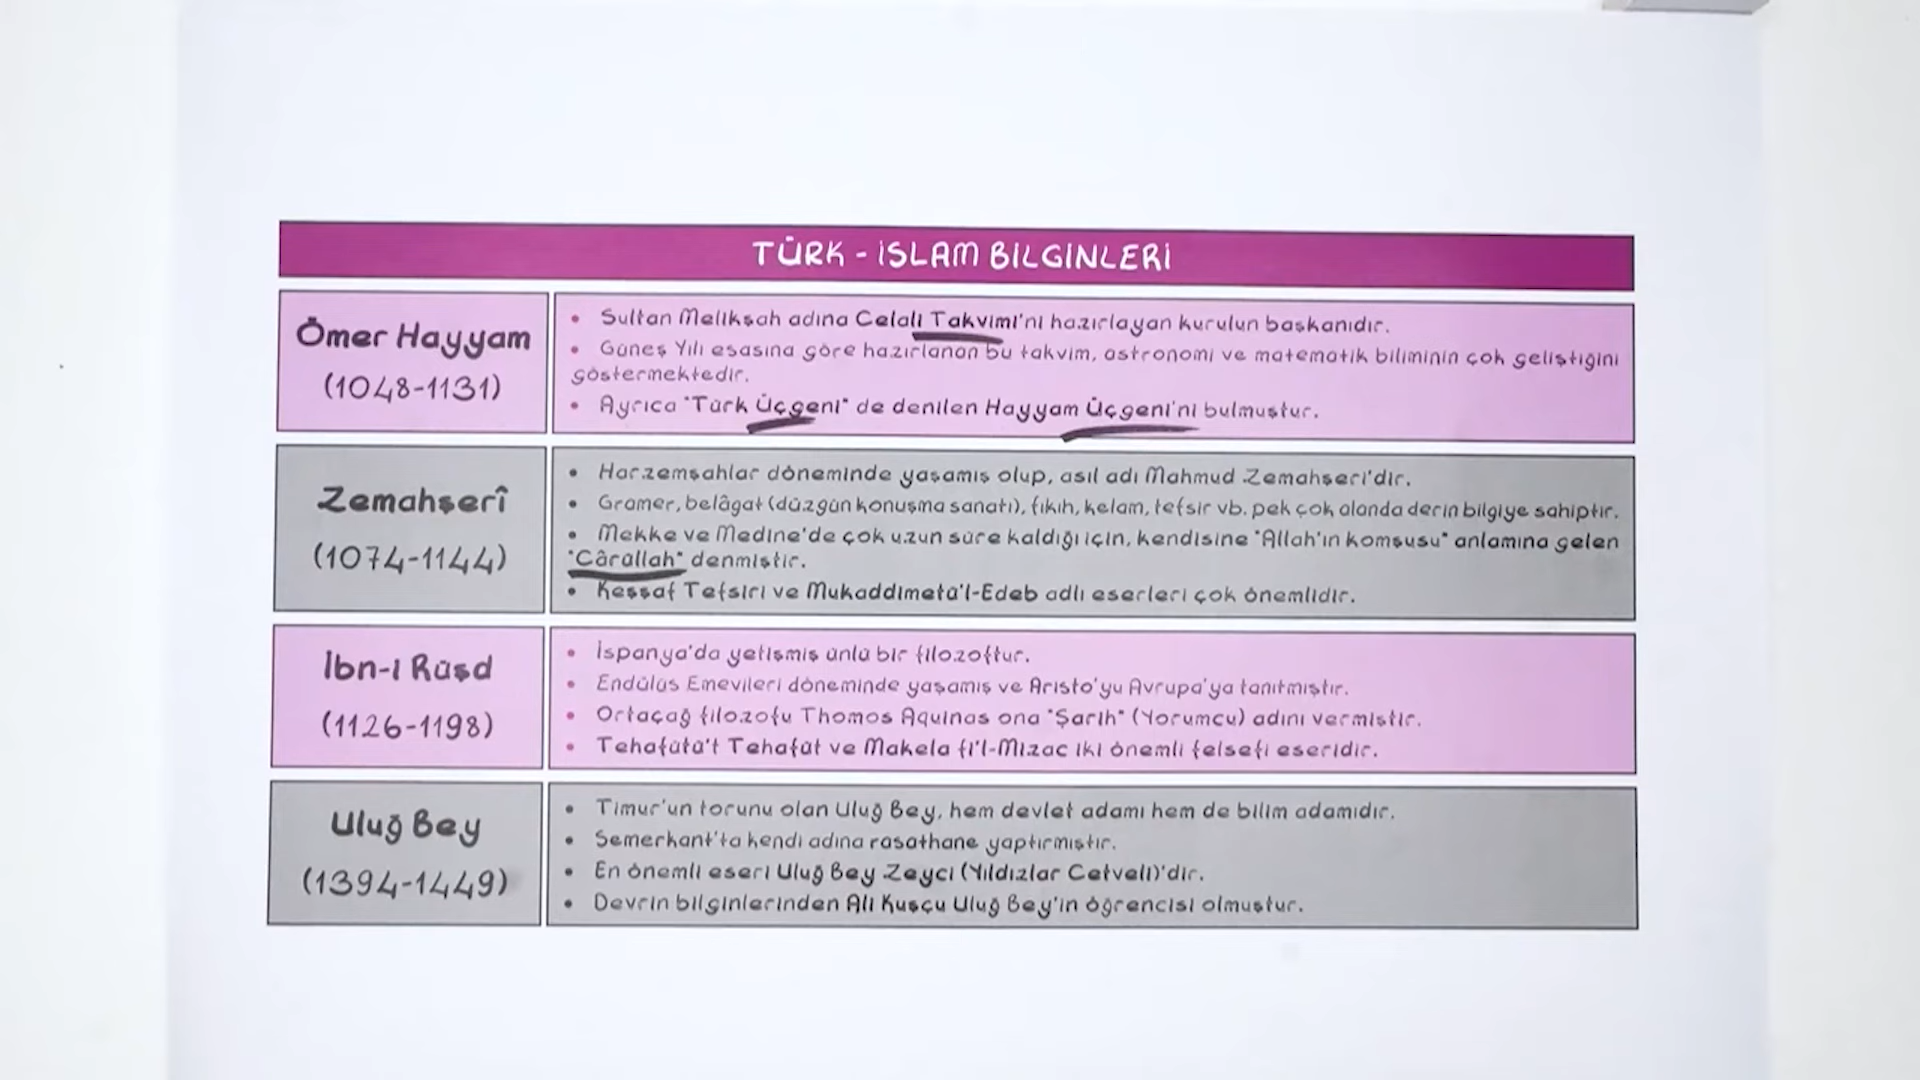 TÜRK - İSLAM BİLGİNLERİ
Ömer Hayyam
(1048-1131)
• Sultan Melikşah adına Celali Takvimi'ni hazırlayan kurulun başkanıdır.
• Güneş Yılı esasına göre hazırlanan bu takvim, astronomi ve matematik biliminin çok geliştiğini
göstermektedir.
• Ayrıca "Türk Üçgeni" de denilen Hayyam Üçgeni'ni bulmuştur.
Zemahşerî
(1074-1144)
• Harzemşahlar döneminde yaşamış olup, asıl adı Mahmud Zemahşeri'dir.
• Gramer, belâgat (düzgün konuşma sanatı), fıkıh, kelam, tefsir vb. pek çok alanda derin bilgiye sahiptir.
• Mekke ve Medine'de çok uzun süre kaldığı için, kendisine "Allah'ın komşusu" anlamına gelen
"Cârullah" denmiştir.
• Keşşaf Tefsiri ve Mukaddimetü'l-Edeb adlı eserleri çok önemlidir.
İbn-i Rüşd
(1126-1198)
• İspanya'da yetişmiş ünlü bir filozoftur.
• Endülüs Emevileri döneminde yaşamış ve Aristo'yu Avrupa'ya tanıtmıştır.
• Ortaçağ filozofu Thomos Aquinas ona "Şarih" (Yorumcu) adını vermiştir.
• Tehafütü't Tehafüt ve Makela fi'l-Mizac iki önemli felsefi eseridir.
Uluğ Bey
(1394-1449)
• Timur'un torunu olan Uluğ Bey, hem devlet adamı hem de bilim adamıdır.
• Semerkant'ta kendi adına rasathane yaptırmıştır.
• En önemli eseri Uluğ Bey Zeyci (Yıldızlar Cetveli)'dir.
• Devrin bilginlerinden Ali Kuşçu Uluğ Bey'in öğrencisi olmuştur.